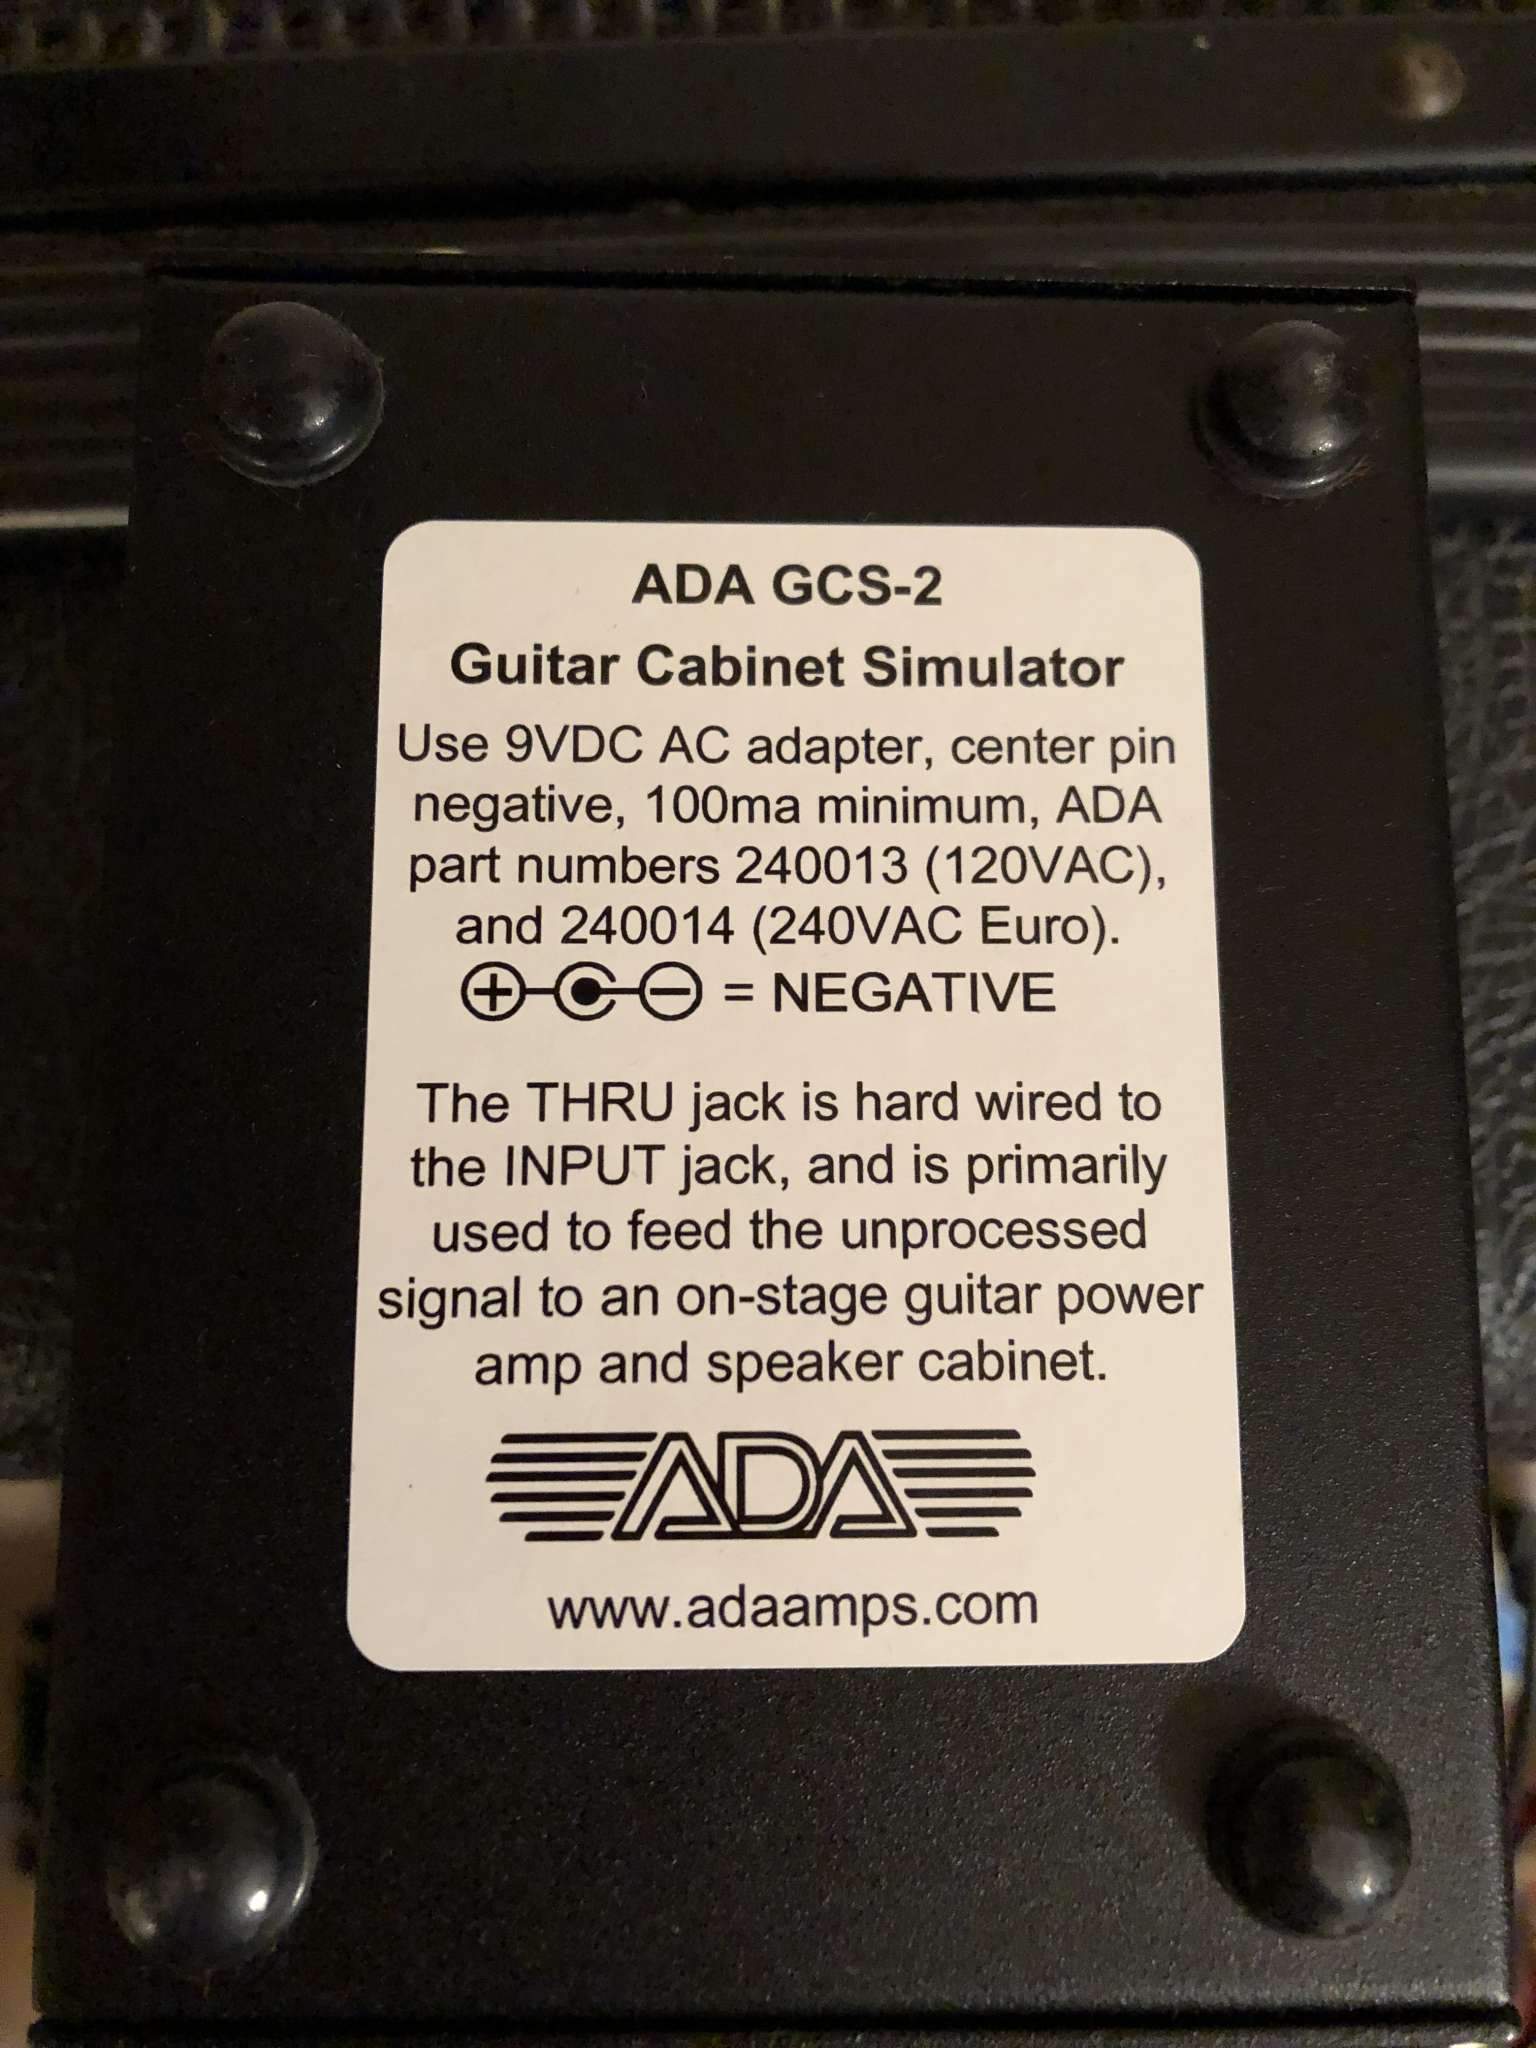 ADA GCS-2
Guitar Cabinet Simulator
Use 9VDC AC adapter, center pin
negative, 100ma minimum, ADA
part numbers 240013 (120VAC),
and 240014 (240VAC Euro).
+ - = NEGATIVE
The THRU jack is hard wired to
the INPUT jack, and is primarily
used to feed the unprocessed
signal to an on-stage guitar power
amp and speaker cabinet.
ADA
www.adaamps.com